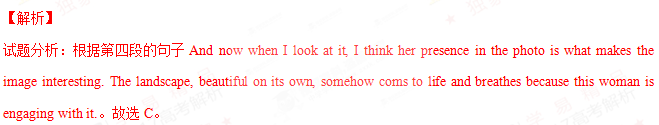 【解析】
试题分析：根据第四段的句子 And now when I look at it, I think her presence in the photo is what makes the
image interesting. The landscape, beautiful on its own, somehow coms to life and breathes because this woman is
engaging with it.。故选 C。